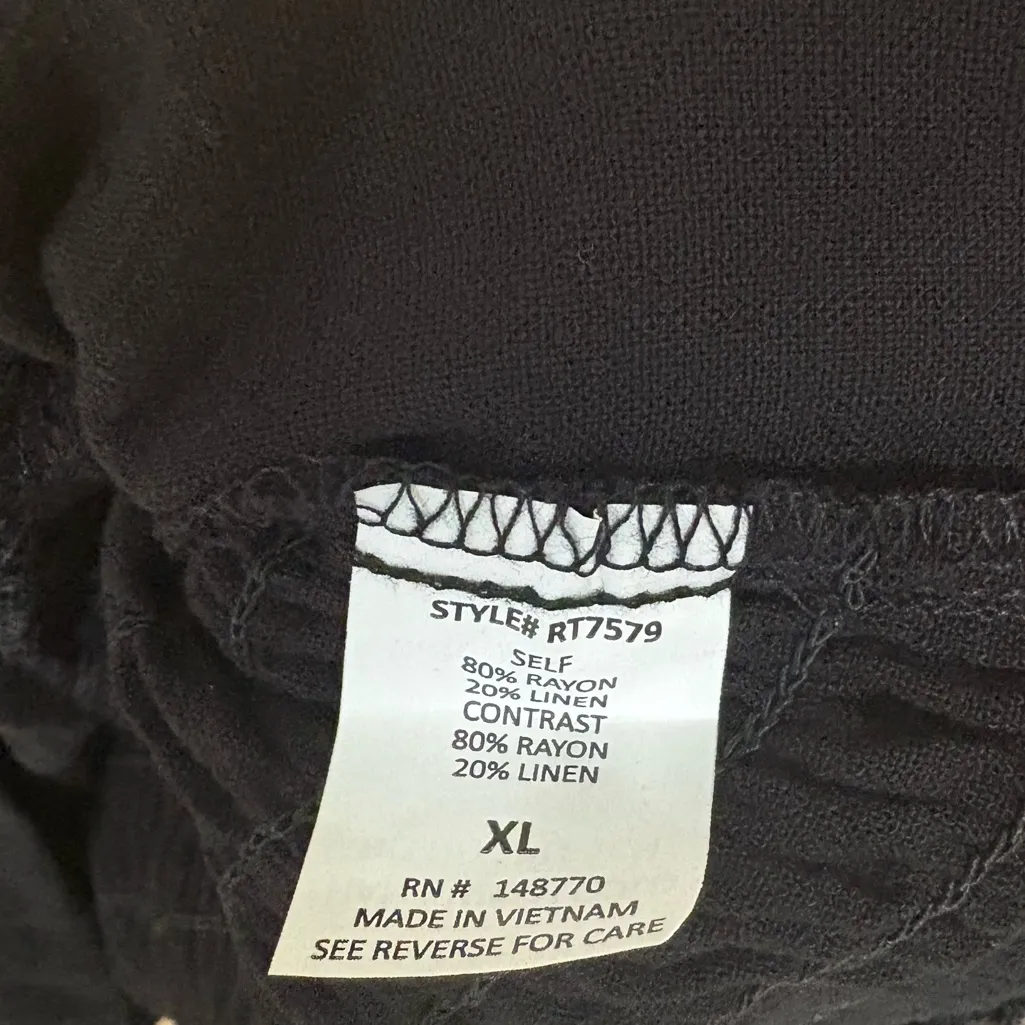 STYLE# RT7579
SELF
80% RAYON
20% LINEN
CONTRAST
80% RAYON
20% LINEN
XL
RN # 148770
MADE IN VIETNAM
SEE REVERSE FOR CARE